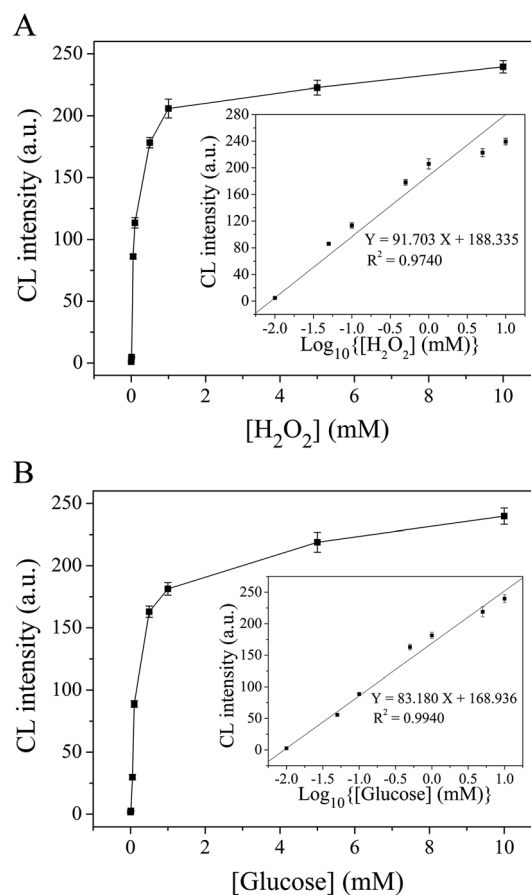 A
250
200
150
100
50
0
CL intensity (a.u.)
0 2 4 6 8 10
[H₂O₂] (mM)
280
240
200
160
120
80
40
0
CL intensity (a.u.)
Y = 91.703 X + 188.335
R² = 0.9740
-2.0 -1.5 -1.0 -0.5 0.0 0.5 1.0
Log₁₀{[H₂O₂] (mM)}
B
250
200
150
100
50
0
CL intensity (a.u.)
0 2 4 6 8 10
[Glucose] (mM)
250
200
150
100
50
0
CL intensity (a.u.)
Y = 83.180 X + 168.936
R² = 0.9940
-2.0 -1.5 -1.0 -0.5 0.0 0.5 1.0
Log₁₀{[Glucose] (mM)}